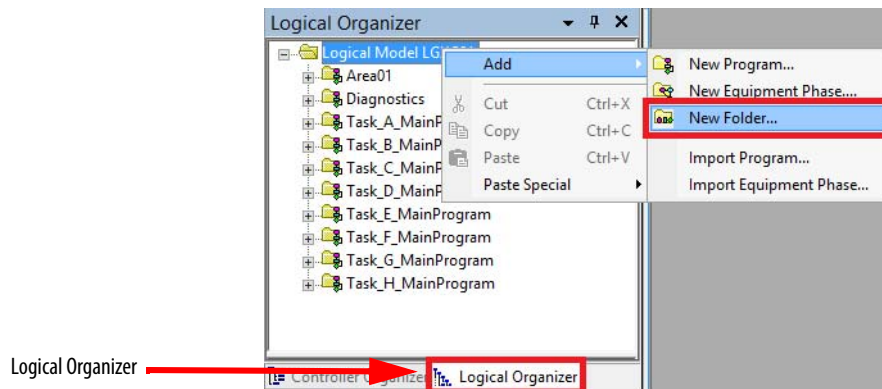 Logical Organizer
Logical Model
Area01
Diagnostics
Task_A_MainP
Task_B_MainP
Task_C_MainP
Task_D_MainP
Task_E_MainProgram
Task_F_MainProgram
Task_G_MainProgram
Task_H_MainProgram
Add
Cut Ctrl+X
Copy Ctrl+C
Paste Ctrl+V
Paste Special
New Program...
New Equipment Phase....
New Folder...
Import Program...
Import Equipment Phase...
Logical Organizer
Controller Organizer
Logical Organizer